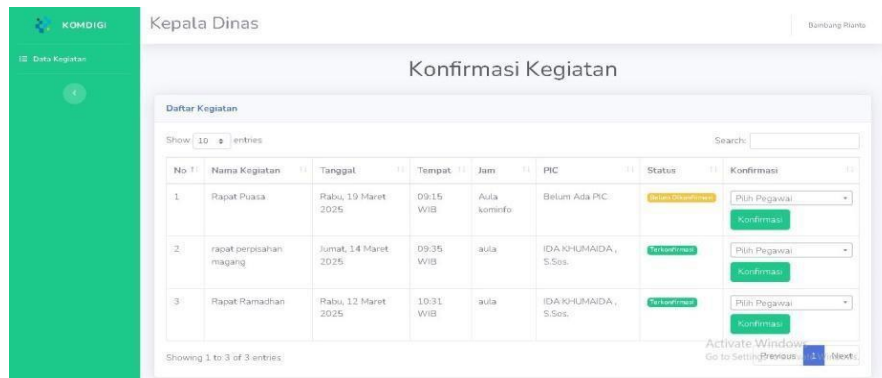 KOMDIGI
Kepala Dinas
Bambang Rianto
Data Kegiatan
Konfirmasi Kegiatan
Daftar Kegiatan
Show 10 entries
Search:
No Nama Kegiatan Tanggal Tempat Jam PIC Status Konfirmasi
1 Rapat Puasa Rabu, 19 Maret 09:15 Aula Belum Ada PIC Belum Dikonfirmasi Pilih Pegawai
2025 WIB kominfo
Konfirmasi
2 rapat perpisahan Jumat, 14 Maret 09:35 aula IDA KHUMAIDA , Terkonfirmasi Pilih Pegawai
magang 2025 WIB S.Sos.
Konfirmasi
3 Rapat Ramadhan Rabu, 12 Maret 10:31 aula IDA KHUMAIDA , Terkonfirmasi Pilih Pegawai
2025 WIB S.Sos.
Konfirmasi
Activate Windows
Go to Settings
Showing 1 to 3 of 3 entries Previous 1 Next